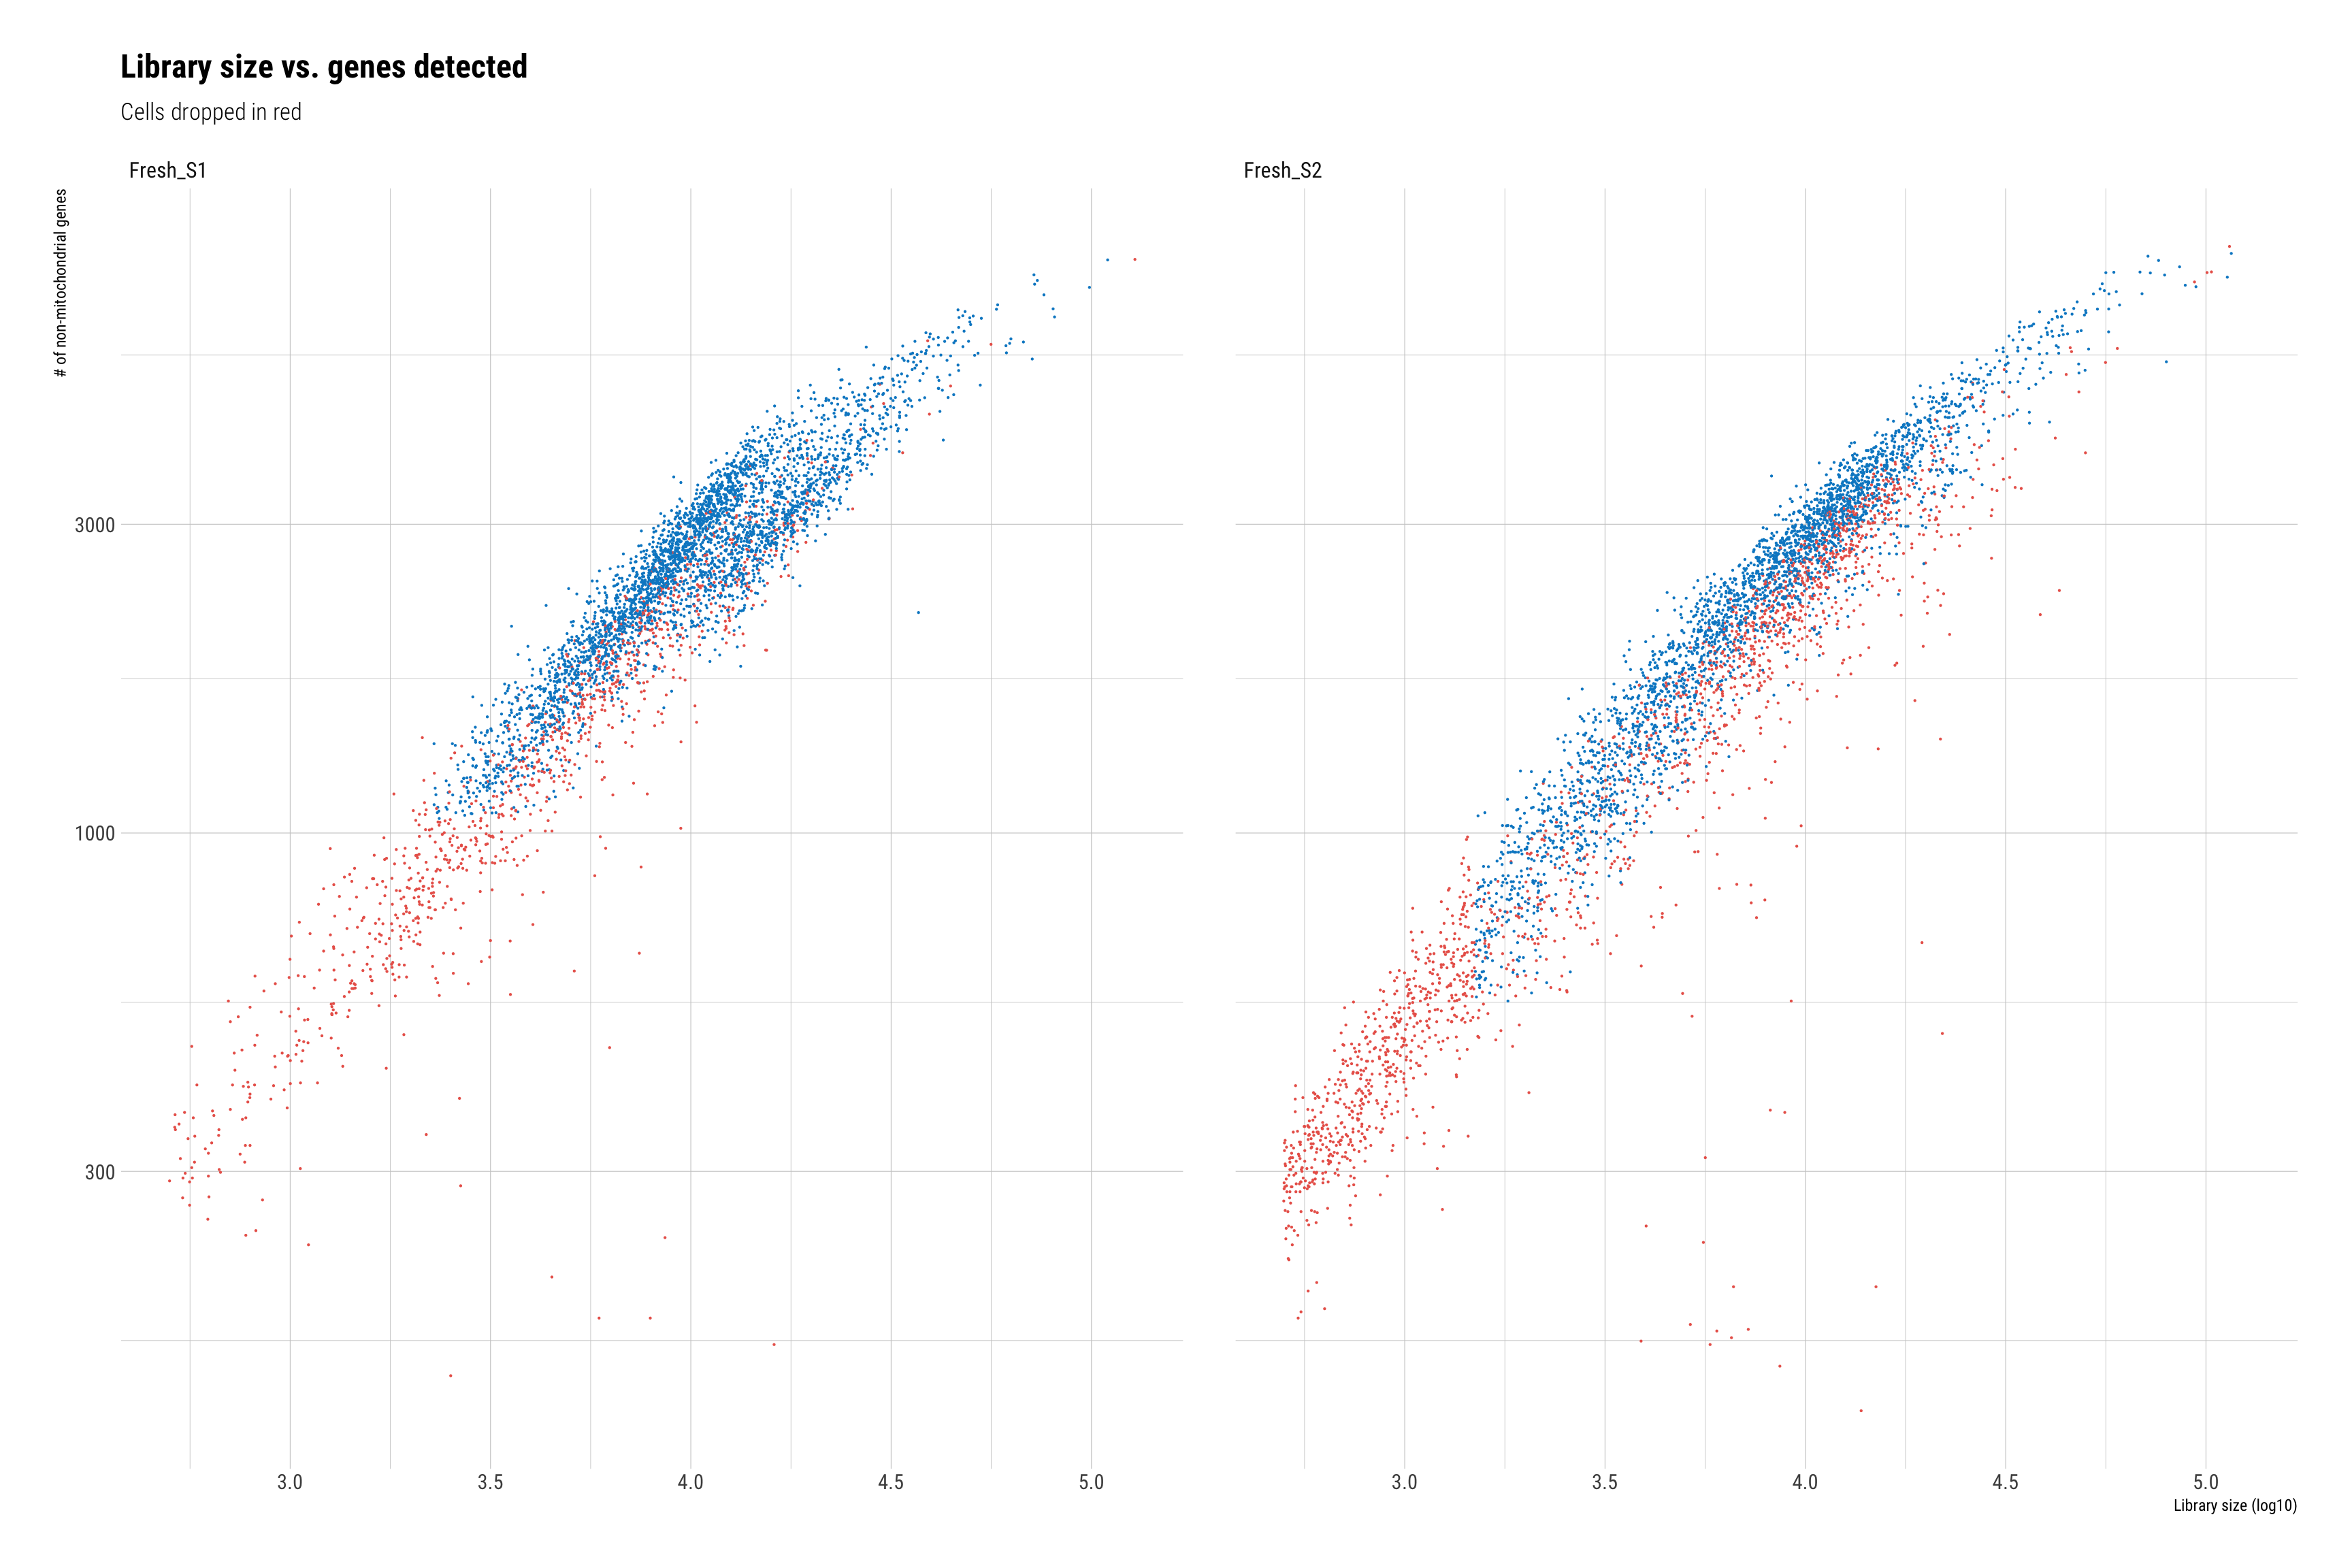 Library size vs. genes detected
Cells dropped in red
Fresh_S1
Fresh_S2
# of non-mitochondrial genes
3000
1000
300
3.0 3.5 4.0 4.5 5.0
3.0 3.5 4.0 4.5 5.0
Library size (log10)